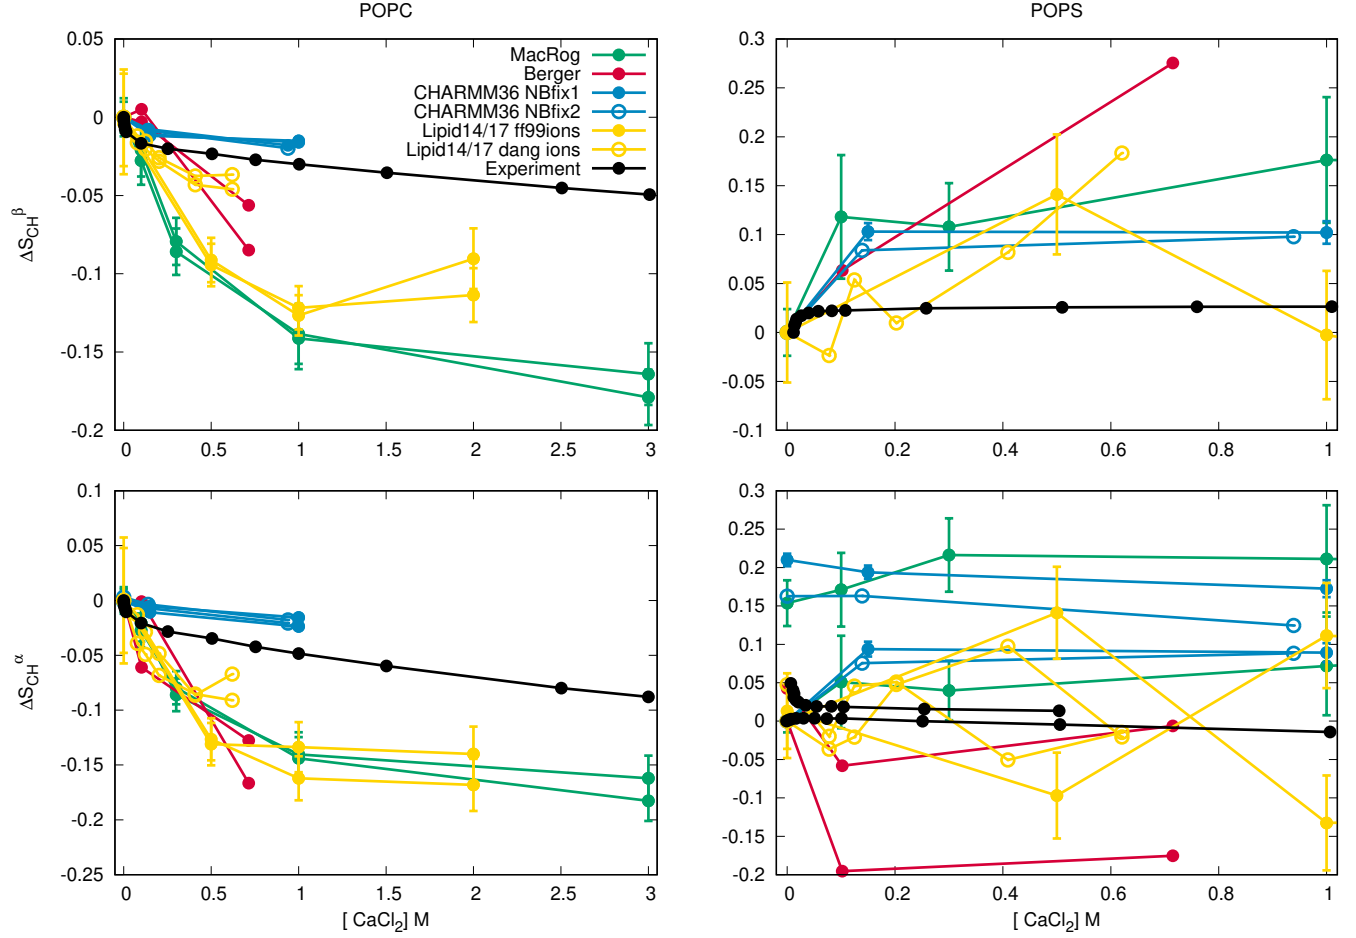 POPC
POPS
0.05
0
-0.05
-0.1
-0.15
-0.2
0 0.5 1 1.5 2 2.5 3
ΔS_CH^β
MacRog
Berger
CHARMM36 NBfix1
CHARMM36 NBfix2
Lipid14/17 ff99ions
Lipid14/17 dang ions
Experiment
0.3
0.25
0.2
0.15
0.1
0.05
0
-0.05
-0.1
0 0.2 0.4 0.6 0.8 1
0.1
0.05
0
-0.05
-0.1
-0.15
-0.2
-0.25
0 0.5 1 1.5 2 2.5 3
ΔS_CH^α
[ CaCl₂] M
0.3
0.25
0.2
0.15
0.1
0.05
0
-0.05
-0.1
-0.15
-0.2
0 0.2 0.4 0.6 0.8 1
[ CaCl₂] M